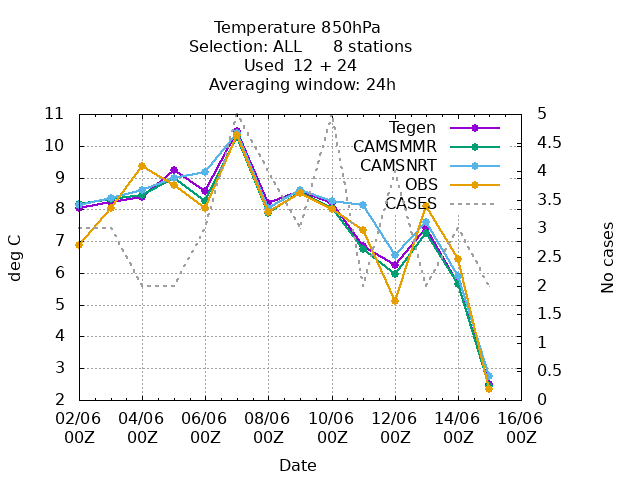 Temperature 850hPa
Selection: ALL 8 stations
Used 12 + 24
Averaging window: 24h
11
10
9
8
7
6
5
4
3
2
deg C
Tegen
CAMSMMR
CAMSNRT
OBS
CASES
5
4.5
4
3.5
3
2.5
2
1.5
1
0.5
0
No cases
02/06 04/06 06/06 08/06 10/06 12/06 14/06 16/06
00Z 00Z 00Z 00Z 00Z 00Z 00Z 00Z
Date